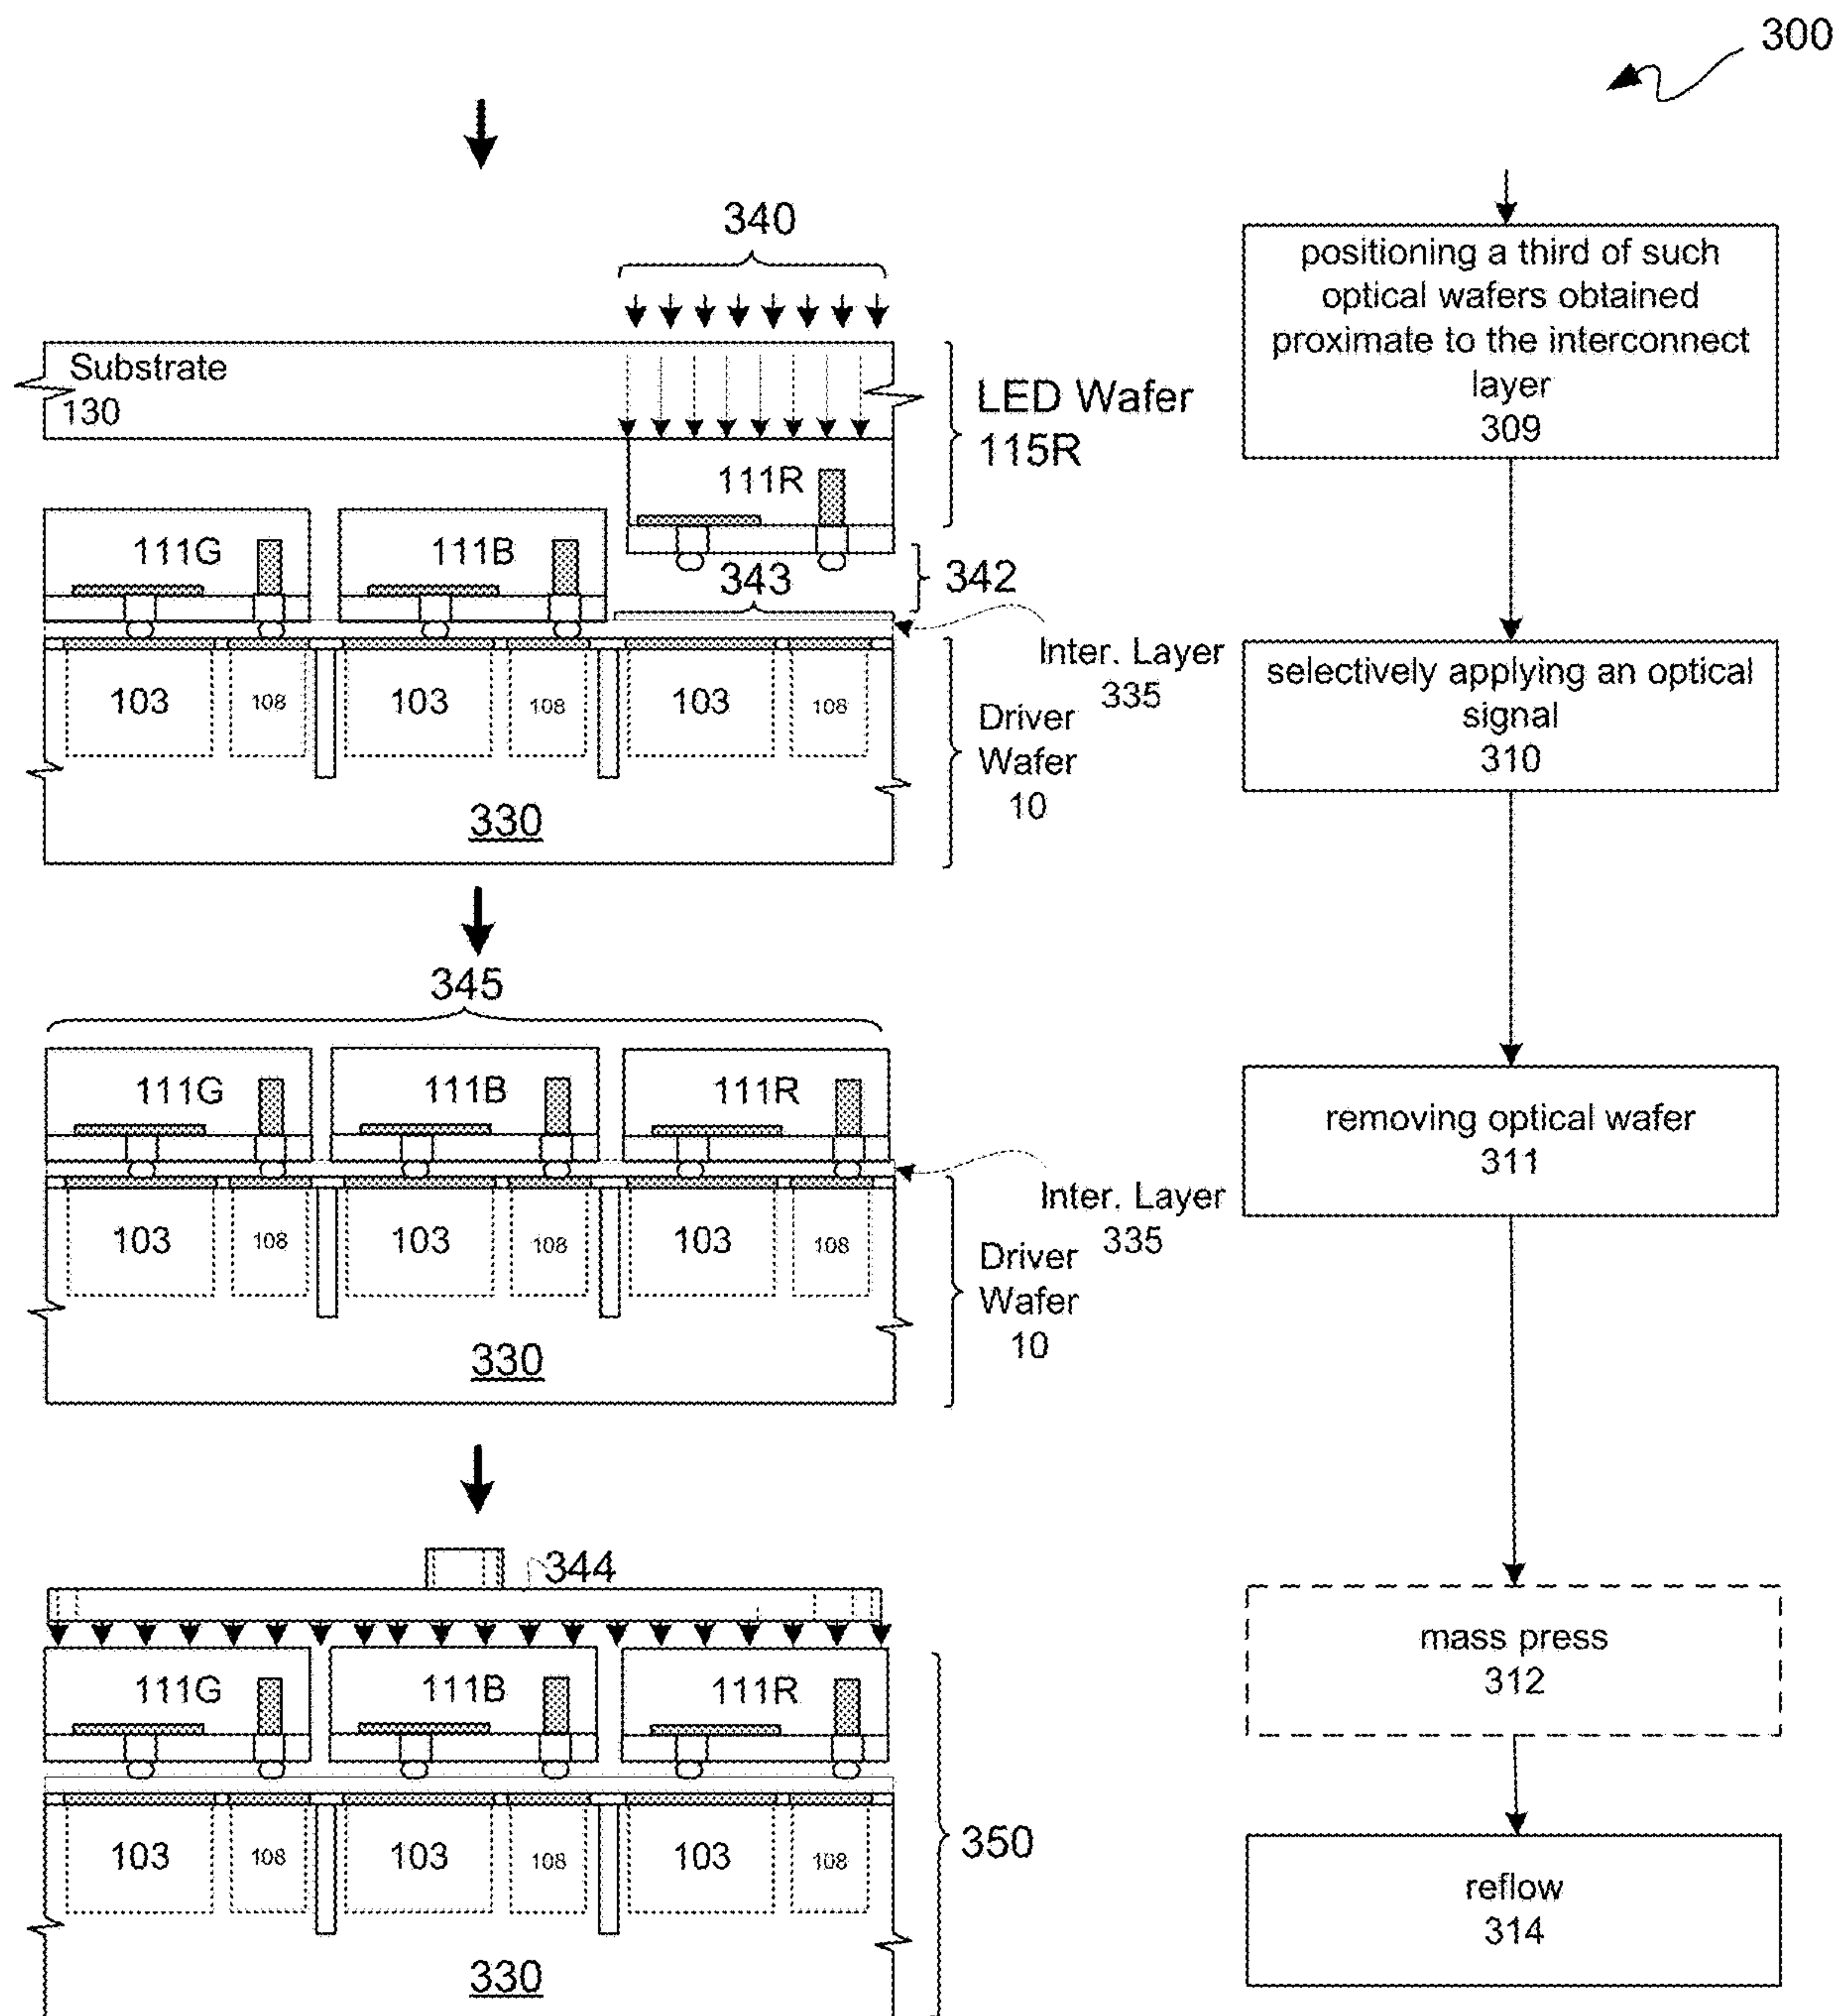 300
340
Substrate
130
LED Wafer
115R
111R
111G
111B
343
342
Inter. Layer
335
103
108
103
108
103
108
Driver
Wafer
10
330
345
111G
111B
111R
Inter. Layer
335
103
108
103
108
103
108
Driver
Wafer
10
330
344
111G
111B
111R
103
108
103
108
103
108
350
330
positioning a third of such
optical wafers obtained
proximate to the interconnect
layer
309
selectively applying an optical
signal
310
removing optical wafer
311
mass press
312
reflow
314